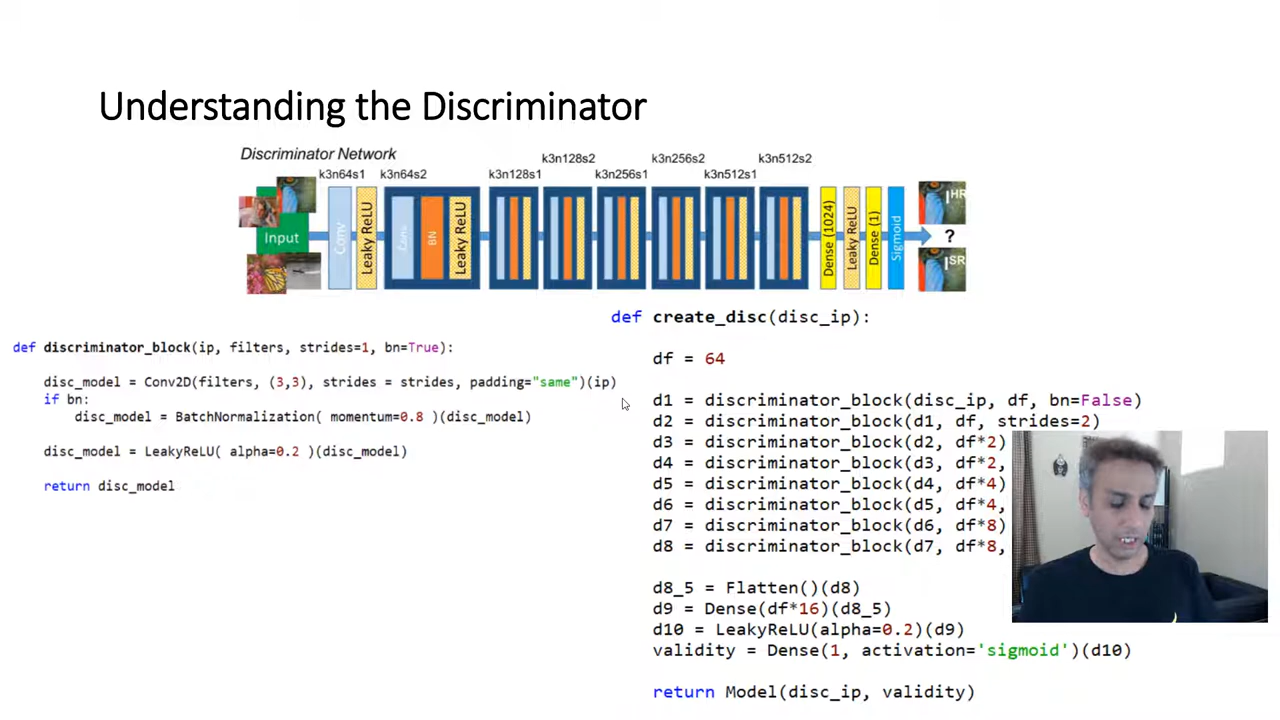 Understanding the Discriminator
Discriminator Network
k3n64s1 k3n64s2 k3n128s1 k3n128s2 k3n256s1 k3n256s2 k3n512s1 k3n512s2
Input
Conv
Leaky ReLU
Conv
BN
Leaky ReLU
Dense (1024)
Leaky ReLU
Dense (1)
Sigmoid
IHR
?
ISR
def discriminator_block(ip, filters, strides=1, bn=True):
disc_model = Conv2D(filters, (3,3), strides = strides, padding="same")(ip)
if bn:
disc_model = BatchNormalization( momentum=0.8 )(disc_model)
disc_model = LeakyReLU( alpha=0.2 )(disc_model)
return disc_model
def create_disc(disc_ip):
df = 64
d1 = discriminator_block(disc_ip, df, bn=False)
d2 = discriminator_block(d1, df, strides=2)
d3 = discriminator_block(d2, df*2)
d4 = discriminator_block(d3, df*2,
d5 = discriminator_block(d4, df*4)
d6 = discriminator_block(d5, df*4,
d7 = discriminator_block(d6, df*8)
d8 = discriminator_block(d7, df*8,
d8_5 = Flatten()(d8)
d9 = Dense(df*16)(d8_5)
d10 = LeakyReLU(alpha=0.2)(d9)
validity = Dense(1, activation='sigmoid')(d10)
return Model(disc_ip, validity)